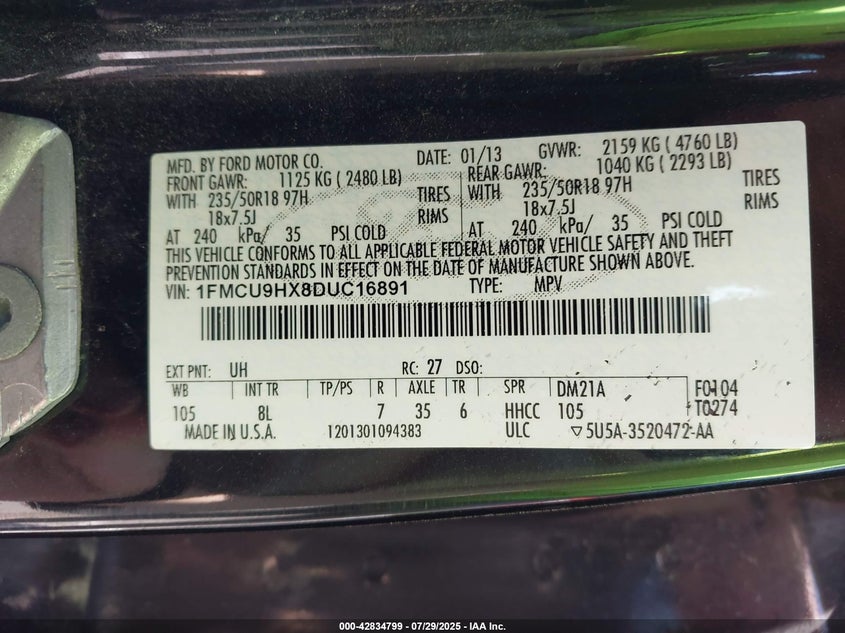 MFD. BY FORD MOTOR CO. DATE: 01/13 GVWR: 2159 KG ( 4760 LB)
FRONT GAWR: 1125 KG ( 2480 LB) REAR GAWR: 1040 KG ( 2293 LB)
WITH 235/50R18 97H TIRES WITH 235/50R18 97H TIRES
18x7.5J RIMS 18x7.5J RIMS
AT 240 kPa/ 35 PSI COLD AT 240 kPa/ 35 PSI COLD
THIS VEHICLE CONFORMS TO ALL APPLICABLE FEDERAL MOTOR VEHICLE SAFETY AND THEFT
PREVENTION STANDARDS IN EFFECT ON THE DATE OF MANUFACTURE SHOWN ABOVE.
VIN: 1FMCU9HX8DUC16891 TYPE: MPV
EXT PNT: UH RC: 27 DSO:
WB INT TR TP/PS R AXLE TR SPR DM21A F0104
105 8L 7 35 6 HHCC 105 T0274
MADE IN U.S.A. 1201301094383 ULC ▽5U5A-3520472-AA
000-42834799 - 07/29/2025 - IAA Inc.